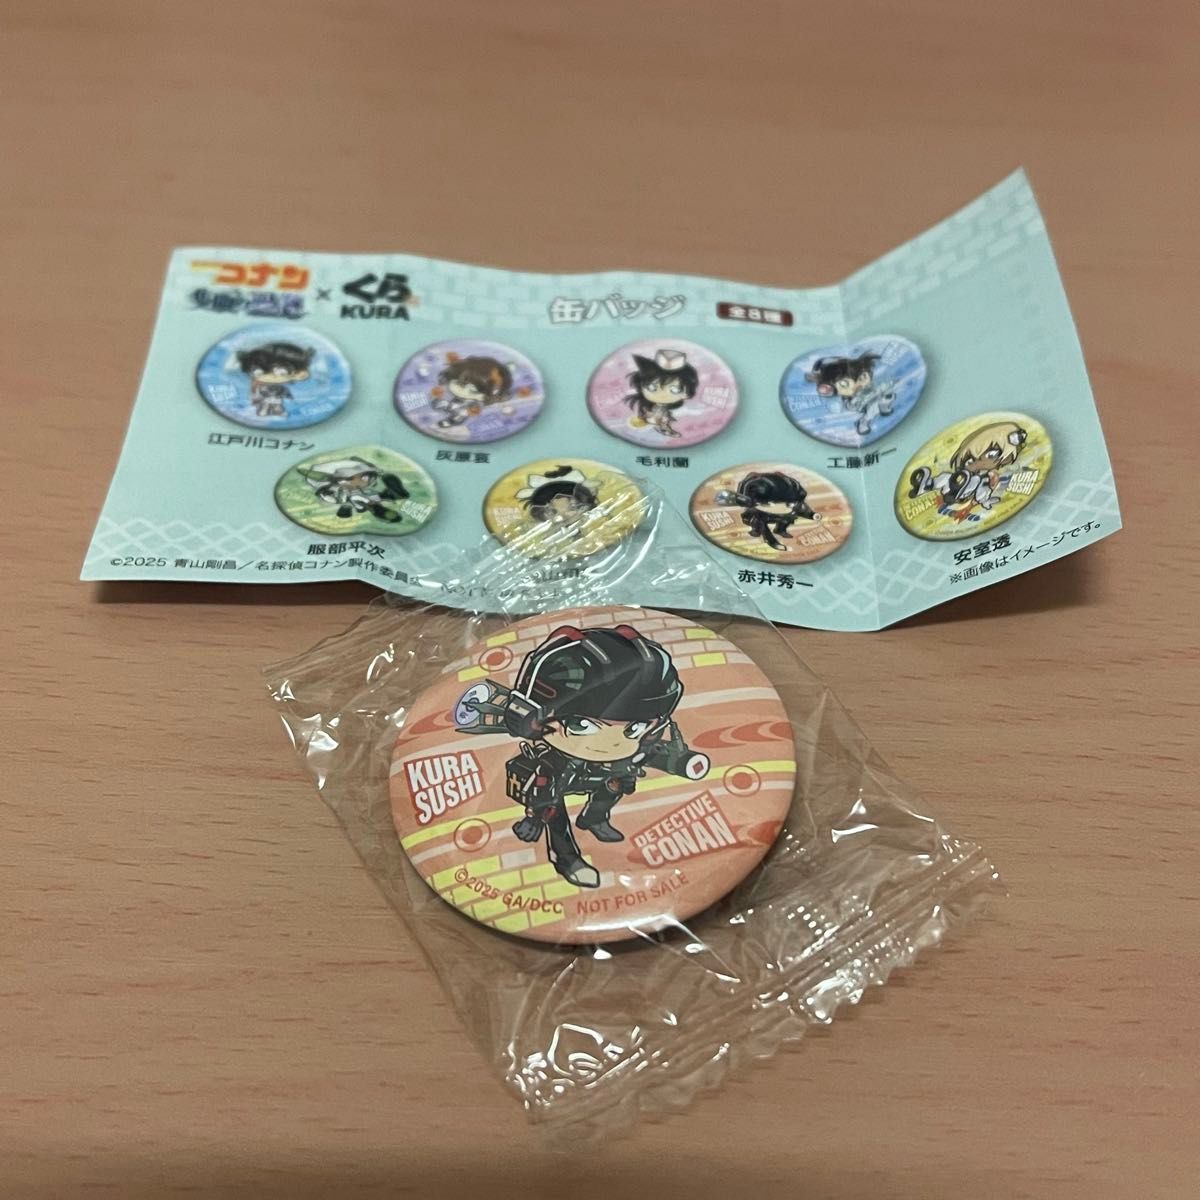 コナン
×
くら
KURA
缶バッジ
全8種
江戸川コナン
灰原哀
毛利蘭
工藤新一
服部平次
赤井秀一
安室透
©2025 青山剛昌/名探偵コナン製作委員会
※画像はイメージです。
KURA
SUSHI
DETECTIVE
CONAN
©2025 GA/DCC NOT FOR SALE